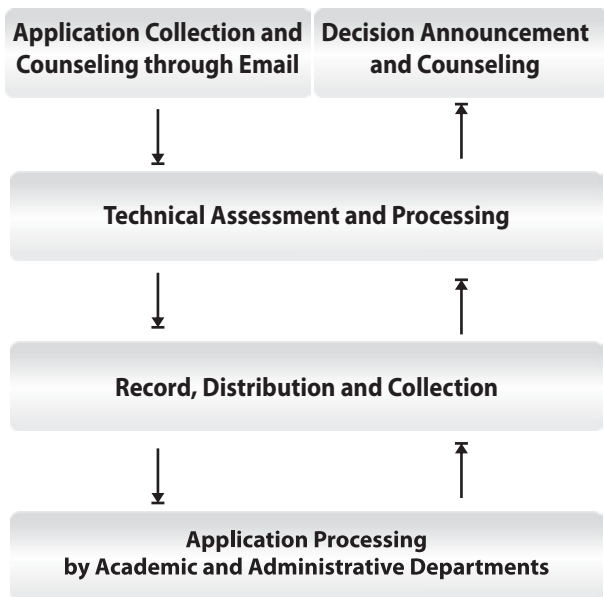 Application Collection and
Counseling through Email
Decision Announcement
and Counseling
Technical Assessment and Processing
Record, Distribution and Collection
Application Processing
by Academic and Administrative Departments